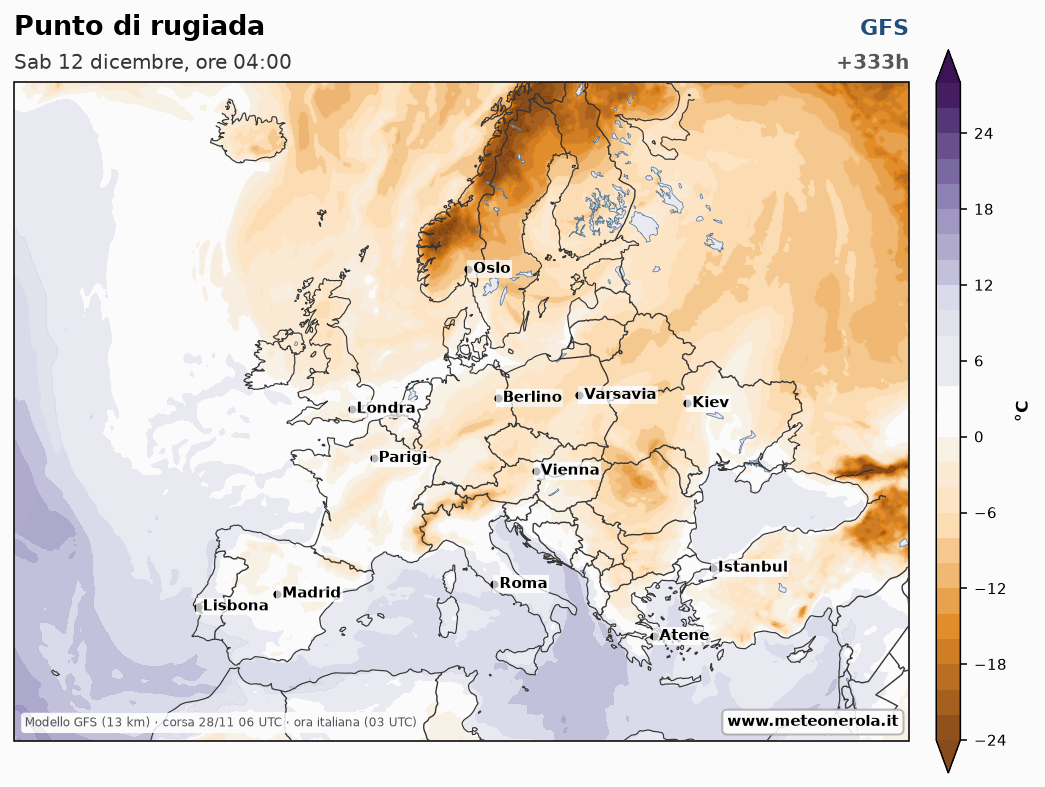 Punto di rugiada
GFS
Sab 12 dicembre, ore 04:00
+333h
24
18
12
6
0
−6
−12
−18
−24
°C
Oslo
Berlino
Varsavia
Kiev
Londra
Parigi
Vienna
Istanbul
Roma
Madrid
Lisbona
Atene
Modello GFS (13 km) · corsa 28/11 06 UTC · ora italiana (03 UTC)
www.meteonerola.it